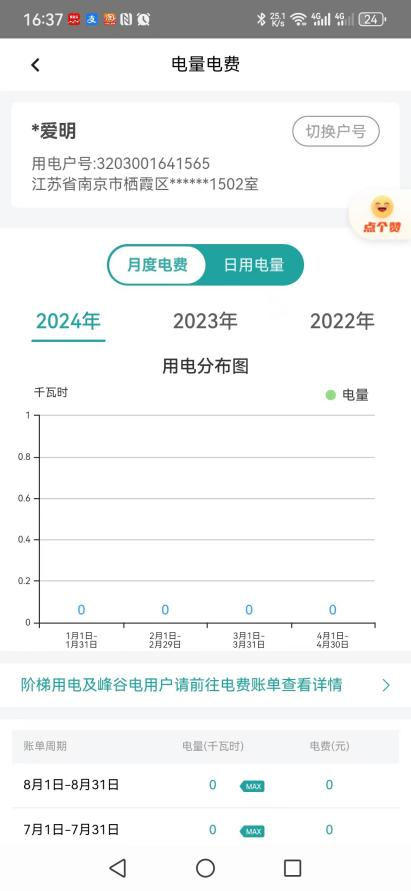 16:37
25.1 K/s 4G 4G 24
电量电费
*爱明
切换户号
用电户号:3203001641565
江苏省南京市栖霞区******1502室
点个赞
月度电费 日用电量
2024年 2023年 2022年
用电分布图
千瓦时 电量
1
0.8
0.6
0.4
0.2
0
0 0 0 0
1月1日-1月31日 2月1日-2月29日 3月1日-3月31日 4月1日-4月30日
阶梯用电及峰谷电用户请前往电费账单查看详情
账单周期 电量(千瓦时) 电费(元)
8月1日-8月31日 0 MAX 0
7月1日-7月31日 0 MAX 0